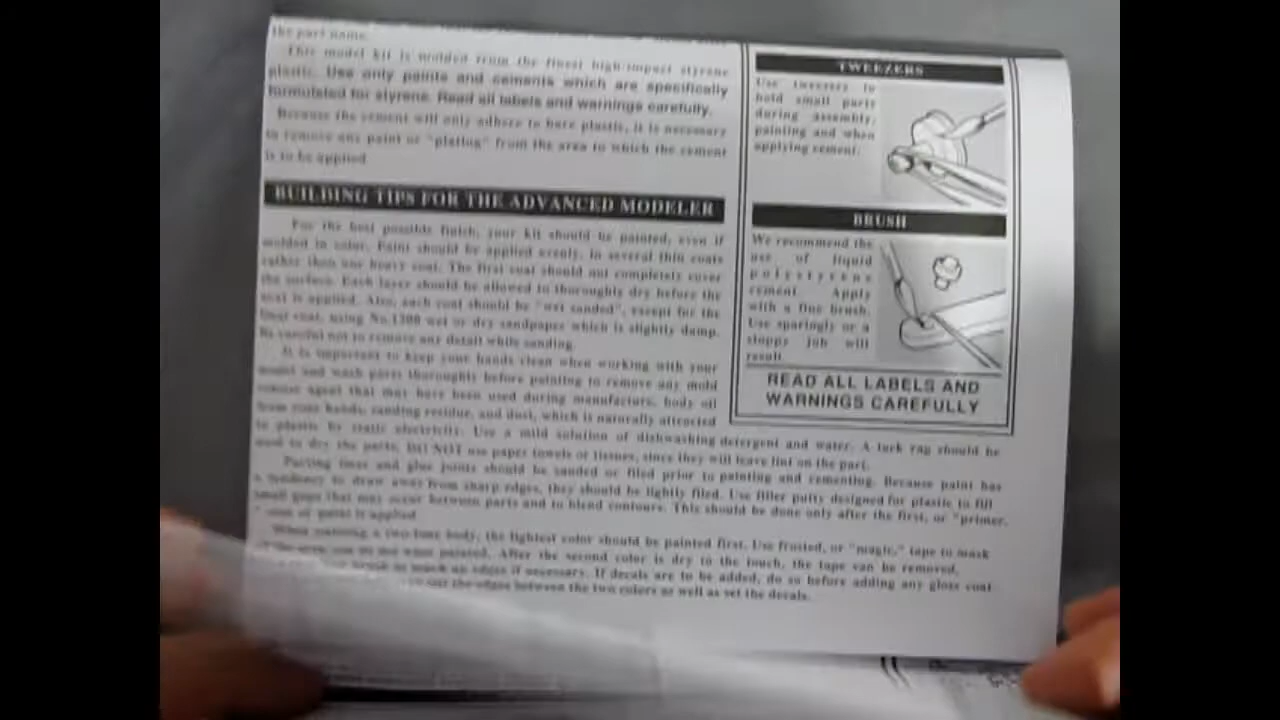 the part name.
This model kit is molded from the finest high-impact styrene
plastic. Use only paints and cements which are specifically
formulated for styrene. Read all labels and warnings carefully.
Because the cement will only adhere to bare plastic, it is necessary
to remove any paint or "plating" from the area to which the cement
is to be applied.
BUILDING TIPS FOR THE ADVANCED MODELER
For the best possible finish, your kit should be painted, even if
molded in color. Paint should be applied evenly, in several thin coats
rather than one heavy coat. The first coat should not completely cover
the surface. Each layer should be allowed to thoroughly dry before the
next is applied. Also, each coat should be "wet sanded", except for the
final coat, using No.1200 wet or dry sandpaper which is slightly damp.
Be careful not to remove any detail while sanding.
It is important to keep your hands clean when working with your
model and wash parts thoroughly before painting to remove any mold
release agent that may have been used during manufacture, body oil
from your hands, sanding residue, and dust, which is naturally attracted
to plastic by static electricity. Use a mild solution of dishwashing detergent and water. A tack rag should be
used to dry the parts, but NOT use paper towels or tissues, since they will leave lint on the part.
Parting lines and glue joints should be sanded or filed prior to painting and cementing. Because paint has
a tendency to draw away from sharp edges, they should be lightly filed. Use filler putty designed for plastic to fill
small gaps that may occur between parts and to blend contours. This should be done only after the first, or "primer,
coat of paint is applied.
When painting a two-tone body, the lightest color should be painted first. Use frosted, or "magic," tape to mask
the area you do not want painted. After the second color is dry to the touch, the tape can be removed.
brush to touch up edges if necessary. If decals are to be added, do so before adding any gloss coat
the edges between the two colors as well as set the decals.
TWEEZERS
Use tweezers to
hold small parts
during assembly,
painting and when
applying cement.
BRUSH
We recommend the
use of liquid
polystyrene
cement. Apply
with a fine brush.
Use sparingly or a
sloppy job will
result.
READ ALL LABELS AND
WARNINGS CAREFULLY